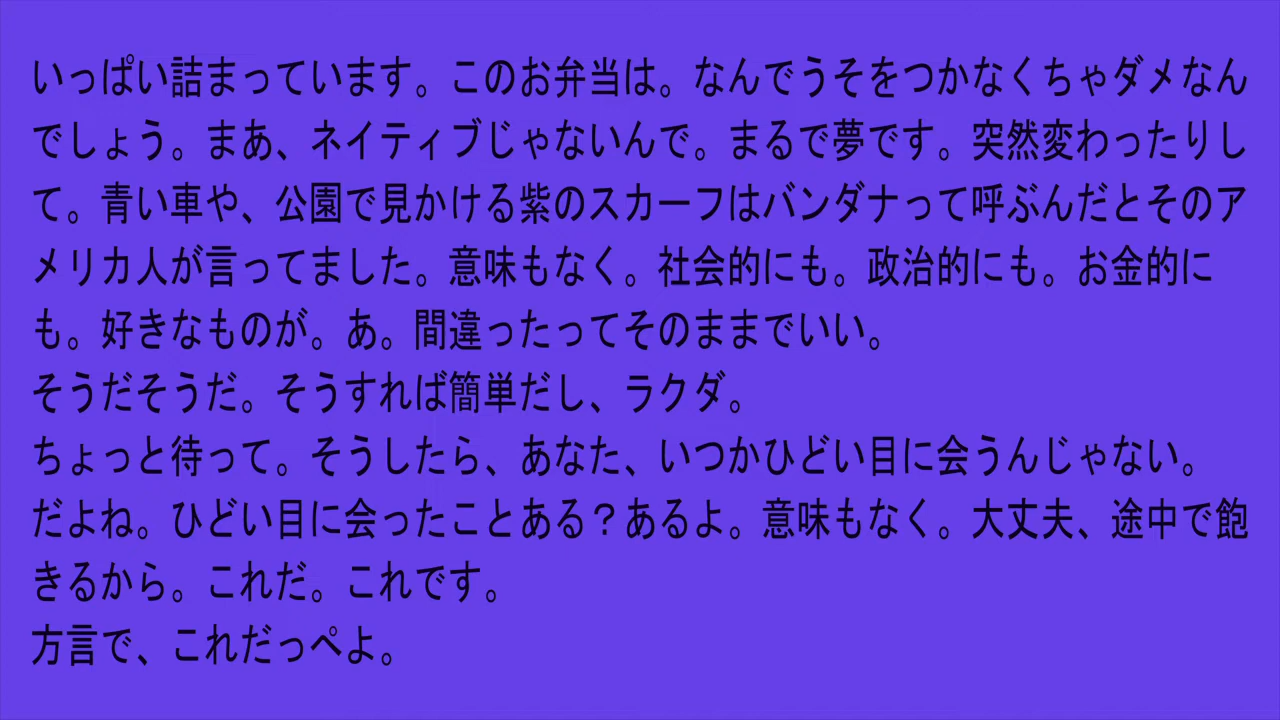 いっぱい詰まっています。このお弁当は。なんでうそをつかなくちゃダメなん
でしょう。まあ、ネイティブじゃないんで。まるで夢です。突然変わったりし
て。青い車や、公園で見かける紫のスカーフはバンダナって呼ぶんだとそのア
メリカ人が言ってました。意味もなく。社会的にも。政治的にも。お金的に
も。好きなものが。あ。間違ったってそのままでいい。
そうだそうだ。そうすれば簡単だし、ラクダ。
ちょっと待って。そうしたら、あなた、いつかひどい目に会うんじゃない。
だよね。ひどい目に会ったことある？あるよ。意味もなく。大丈夫、途中で飽
きるから。これだ。これです。
方言で、これだっぺよ。